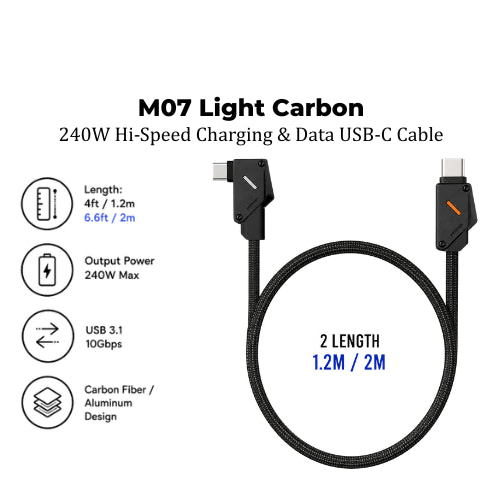 M07 Light Carbon
240W Hi-Speed Charging & Data USB-C Cable
Length:
4ft / 1.2m
6.6ft / 2m
Output Power
240W Max
USB 3.1
10Gbps
Carbon Fiber /
Aluminum
Design
2 LENGTH
1.2M / 2M